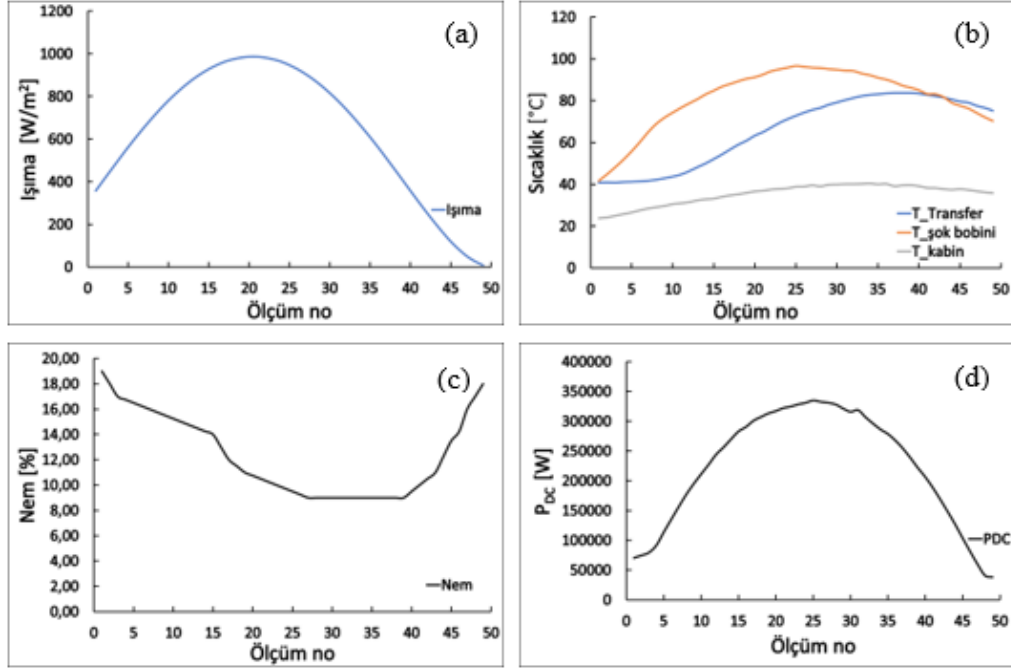 (a)
1200
1000
800
600
400
200
0
Işıma [W/m²]
Işıma
0 5 10 15 20 25 30 35 40 45 50
Ölçüm no
(b)
120
100
80
60
40
20
0
Sıcaklık [°C]
T_Transfer
T_şok bobini
T_kabin
0 5 10 15 20 25 30 35 40 45 50
Ölçüm no
(c)
20,00
18,00
16,00
14,00
12,00
10,00
8,00
6,00
4,00
2,00
0,00
Nem [%]
Nem
0 5 10 15 20 25 30 35 40 45 50
Ölçüm no
(d)
400000
350000
300000
250000
200000
150000
100000
50000
0
P_DC [W]
PDC
0 5 10 15 20 25 30 35 40 45 50
Ölçüm no